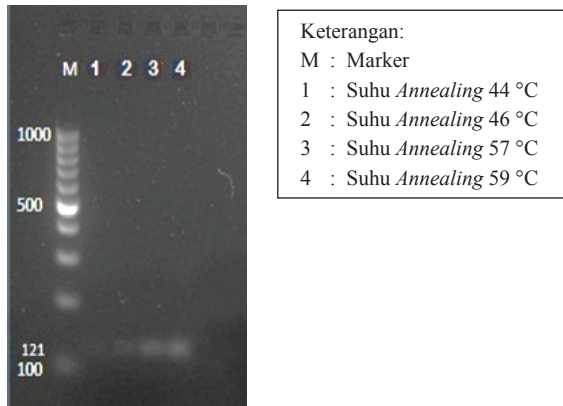 M 1 2 3 4
1000
500
121
100
Keterangan:
M : Marker
1 : Suhu Annealing 44 °C
2 : Suhu Annealing 46 °C
3 : Suhu Annealing 57 °C
4 : Suhu Annealing 59 °C